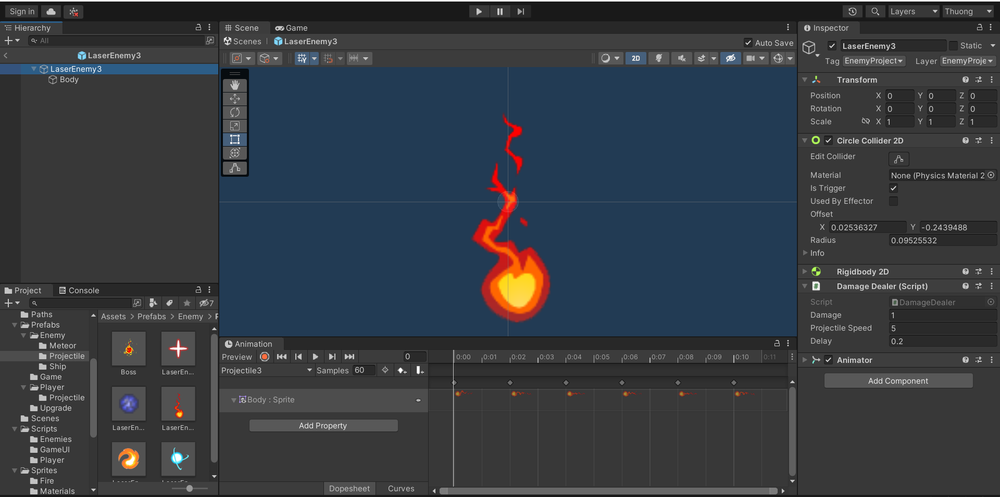 Sign in
Layers
Thuong
Hierarchy
All
LaserEnemy3
LaserEnemy3
Body
Scene
Game
Scenes
LaserEnemy3
Auto Save
2D
Inspector
LaserEnemy3
Static
Tag EnemyProject Layer EnemyProje
Transform
Position X 0 Y 0 Z 0
Rotation X 0 Y 0 Z 0
Scale X 1 Y 1 Z 1
Circle Collider 2D
Edit Collider
Material None (Physics Material 2
Is Trigger
Used By Effector
Offset
X 0.02536327 Y -0.2439488
Radius 0.09525532
Info
Rigidbody 2D
Damage Dealer (Script)
Script DamageDealer
Damage 1
Projectile Speed 5
Delay 0.2
Animator
Add Component
Project
Console
7
Paths
Prefabs
Enemy
Meteor
Projectile
Ship
Game
Player
Projectile
Upgrade
Scenes
Scripts
Enemies
GameUI
Player
Sprites
Fire
Materials
Assets > Prefabs > Enemy >
Boss
LaserEn...
LaserEn...
LaserEn...
Animation
Preview 0
Projectile3 Samples 60
0:00 0:01 0:02 0:03 0:04 0:05 0:06 0:07 0:08 0:09 0:10 0:11
Body : Sprite
Add Property
Dopesheet
Curves